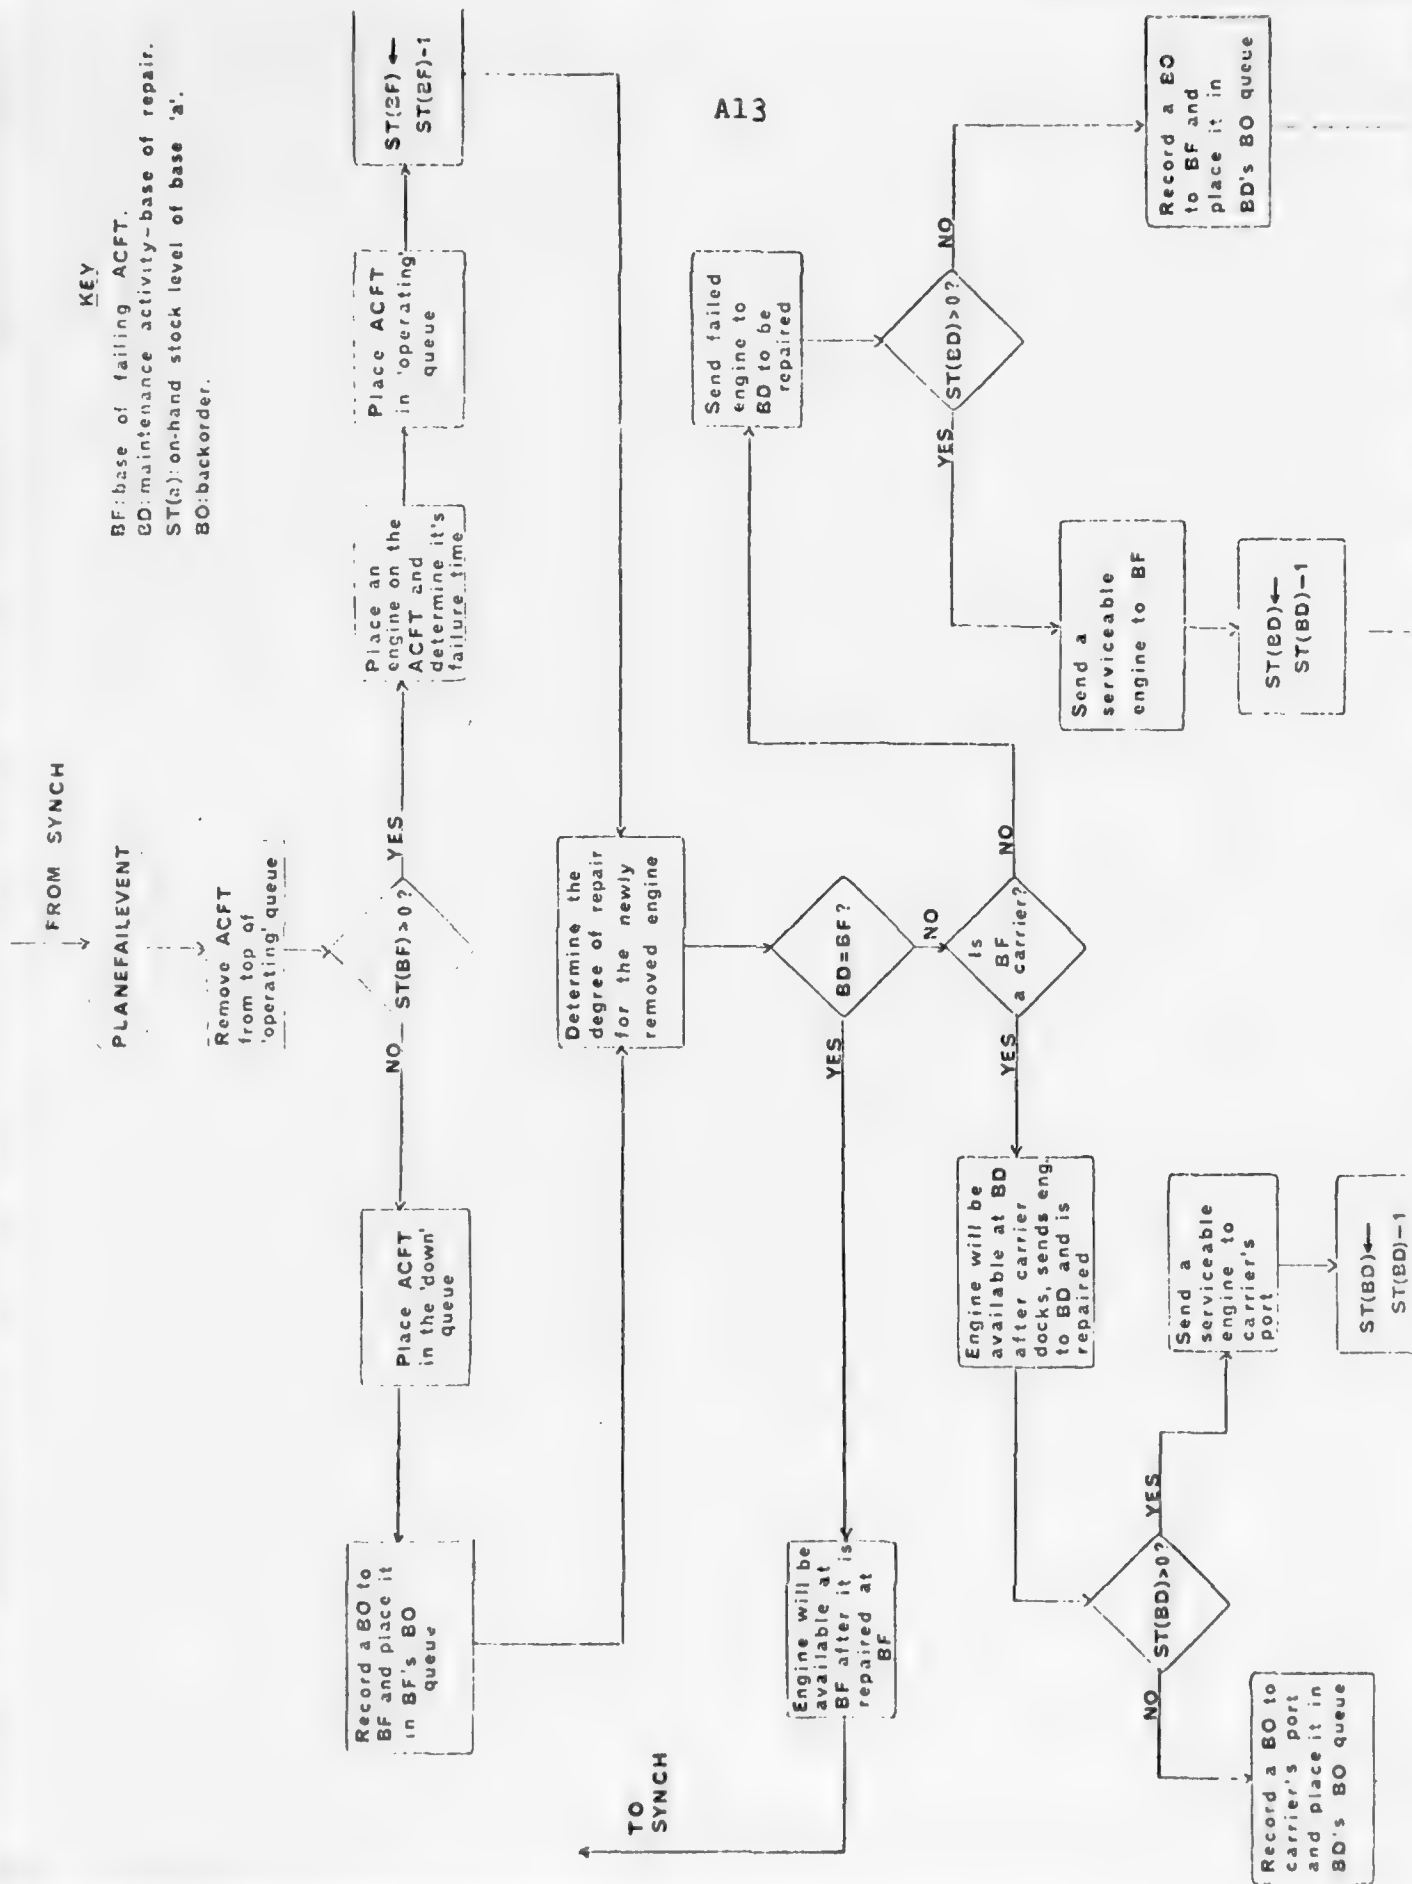 A13
KEY
BF: base of failing ACFT.
BD: maintenance activity-base of repair.
ST(a): on-hand stock level of base 'a'.
BO: backorder.
FROM SYNCH
PLANEFAILEVENT
Remove ACFT
from top of
'operating' queue
ST(BF)>0?
YES
NO
Place an
engine on the
ACFT and
determine it's
failure time
Place ACFT
in 'operating'
queue
ST(BF)←
ST(BF)-1
Place ACFT
in the 'down'
queue
Record a BO to
BF and place it
in BF's BO
queue
Determine the
degree of repair
for the newly
removed engine
BD=BF?
YES
NO
Engine will be
available at
BF after it is
repaired at
BF
TO
SYNCH
Is
BF
a carrier?
NO
YES
Send failed
engine to
BD to be
repaired
ST(BD)>0?
YES
NO
Send a
serviceable
engine to BF
ST(BD)←
ST(BD)-1
Record a BO
to BF and
place it in
BD's BO queue
Engine will be
available at BD
after carrier
docks, sends eng.
to BD and is
repaired
ST(BD)>0?
YES
NO
Send a
serviceable
engine to
carrier's
port
ST(BD)←
ST(BD)-1
Record a BO to
carrier's port
and place it in
BD's BO queue